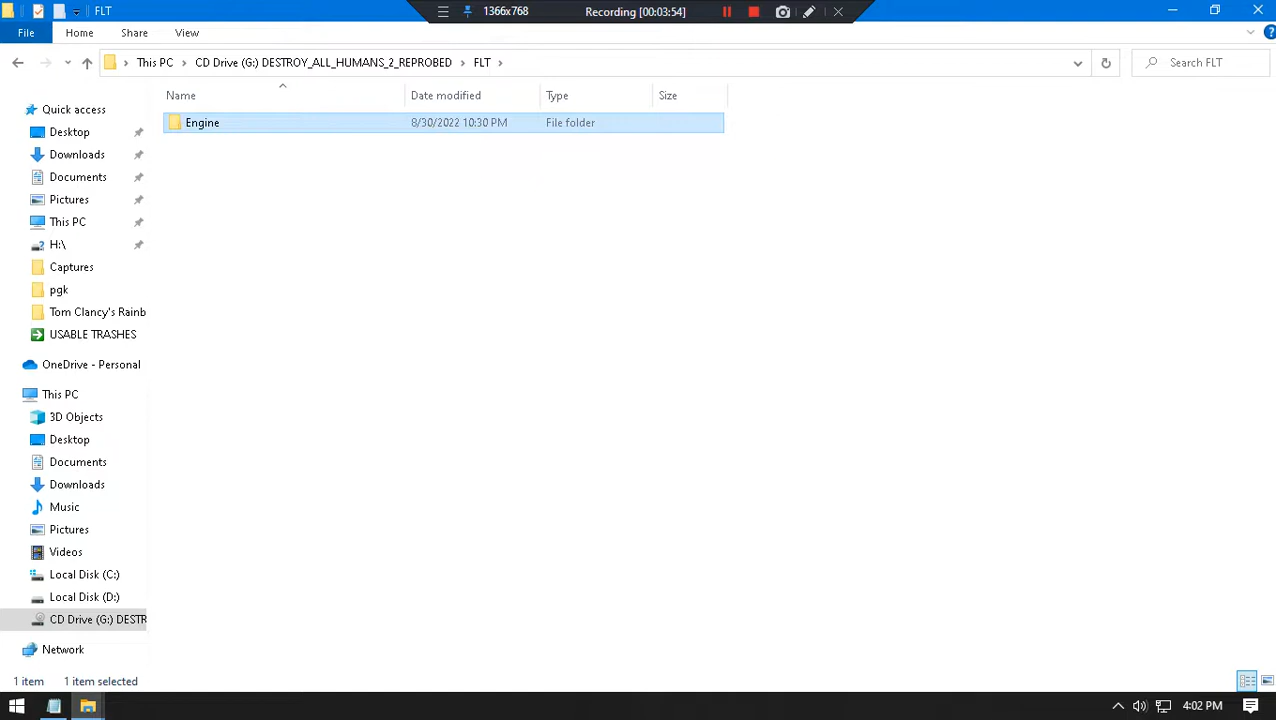 FLT
1366x768
Recording [00:03:54]
File
Home
Share
View
This PC
CD Drive (G:) DESTROY_ALL_HUMANS_2_REPROBED
FLT
Search FLT
Name
Date modified
Type
Size
Engine
8/30/2022 10:30 PM
File folder
Quick access
Desktop
Downloads
Documents
Pictures
This PC
H:\
Captures
pgk
Tom Clancy's Rainb
USABLE TRASHES
OneDrive - Personal
This PC
3D Objects
Desktop
Documents
Downloads
Music
Pictures
Videos
Local Disk (C:)
Local Disk (D:)
CD Drive (G:) DESTR
Network
1 item
1 item selected
4:02 PM